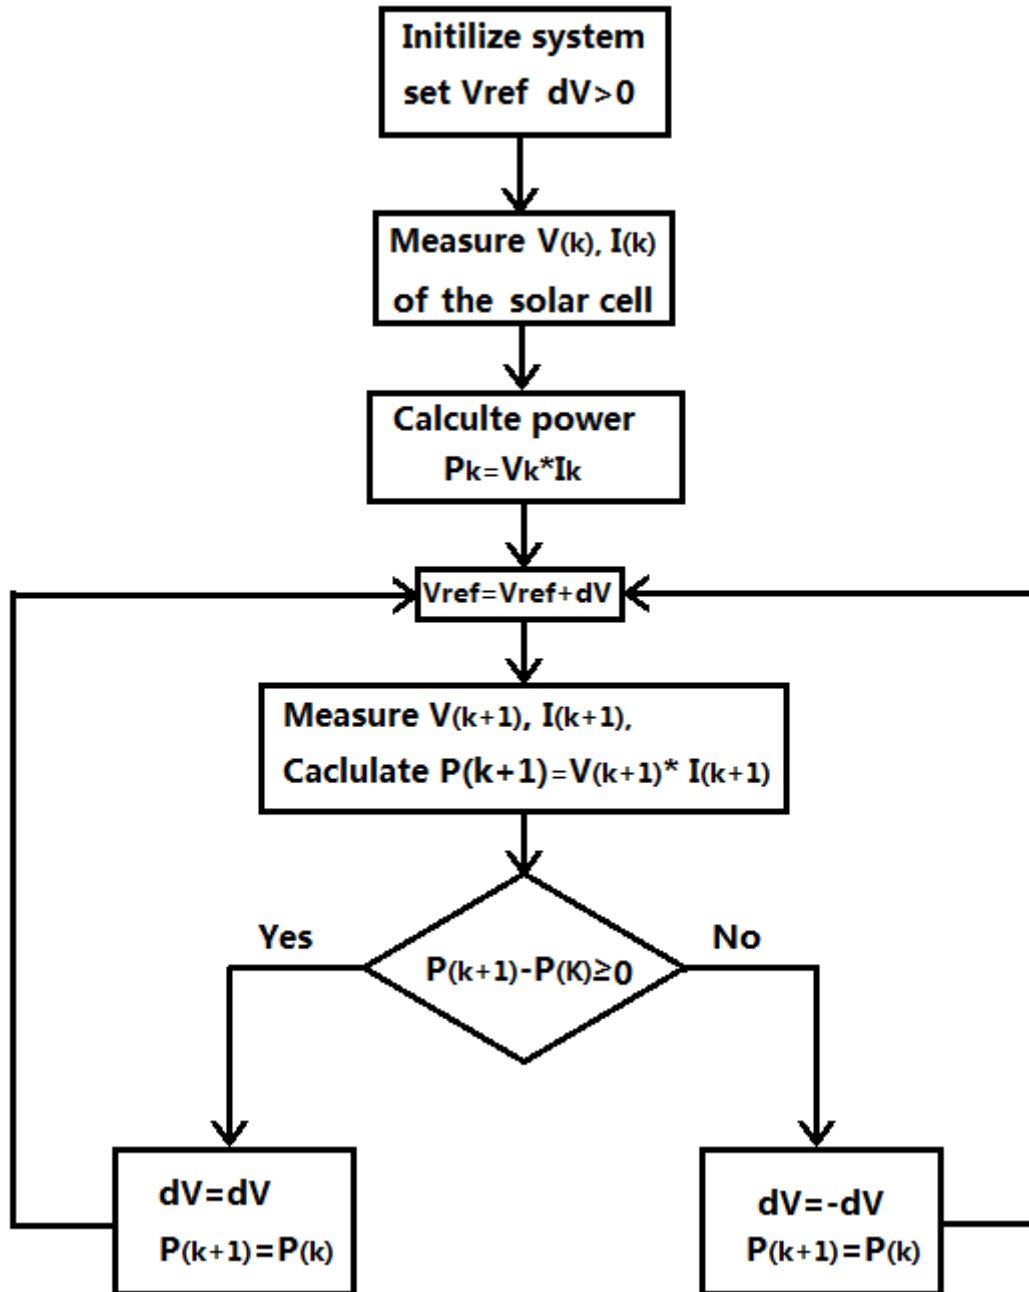 Initilize system
set Vref dV>0
Measure V(k), I(k)
of the solar cell
Calculte power
Pk=Vk*Ik
Vref=Vref+dV
Measure V(k+1), I(k+1),
Caclulate P(k+1)=V(k+1)* I(k+1)
Yes
No
P(k+1)-P(K)≥0
dV=dV
P(k+1)=P(k)
dV=-dV
P(k+1)=P(k)